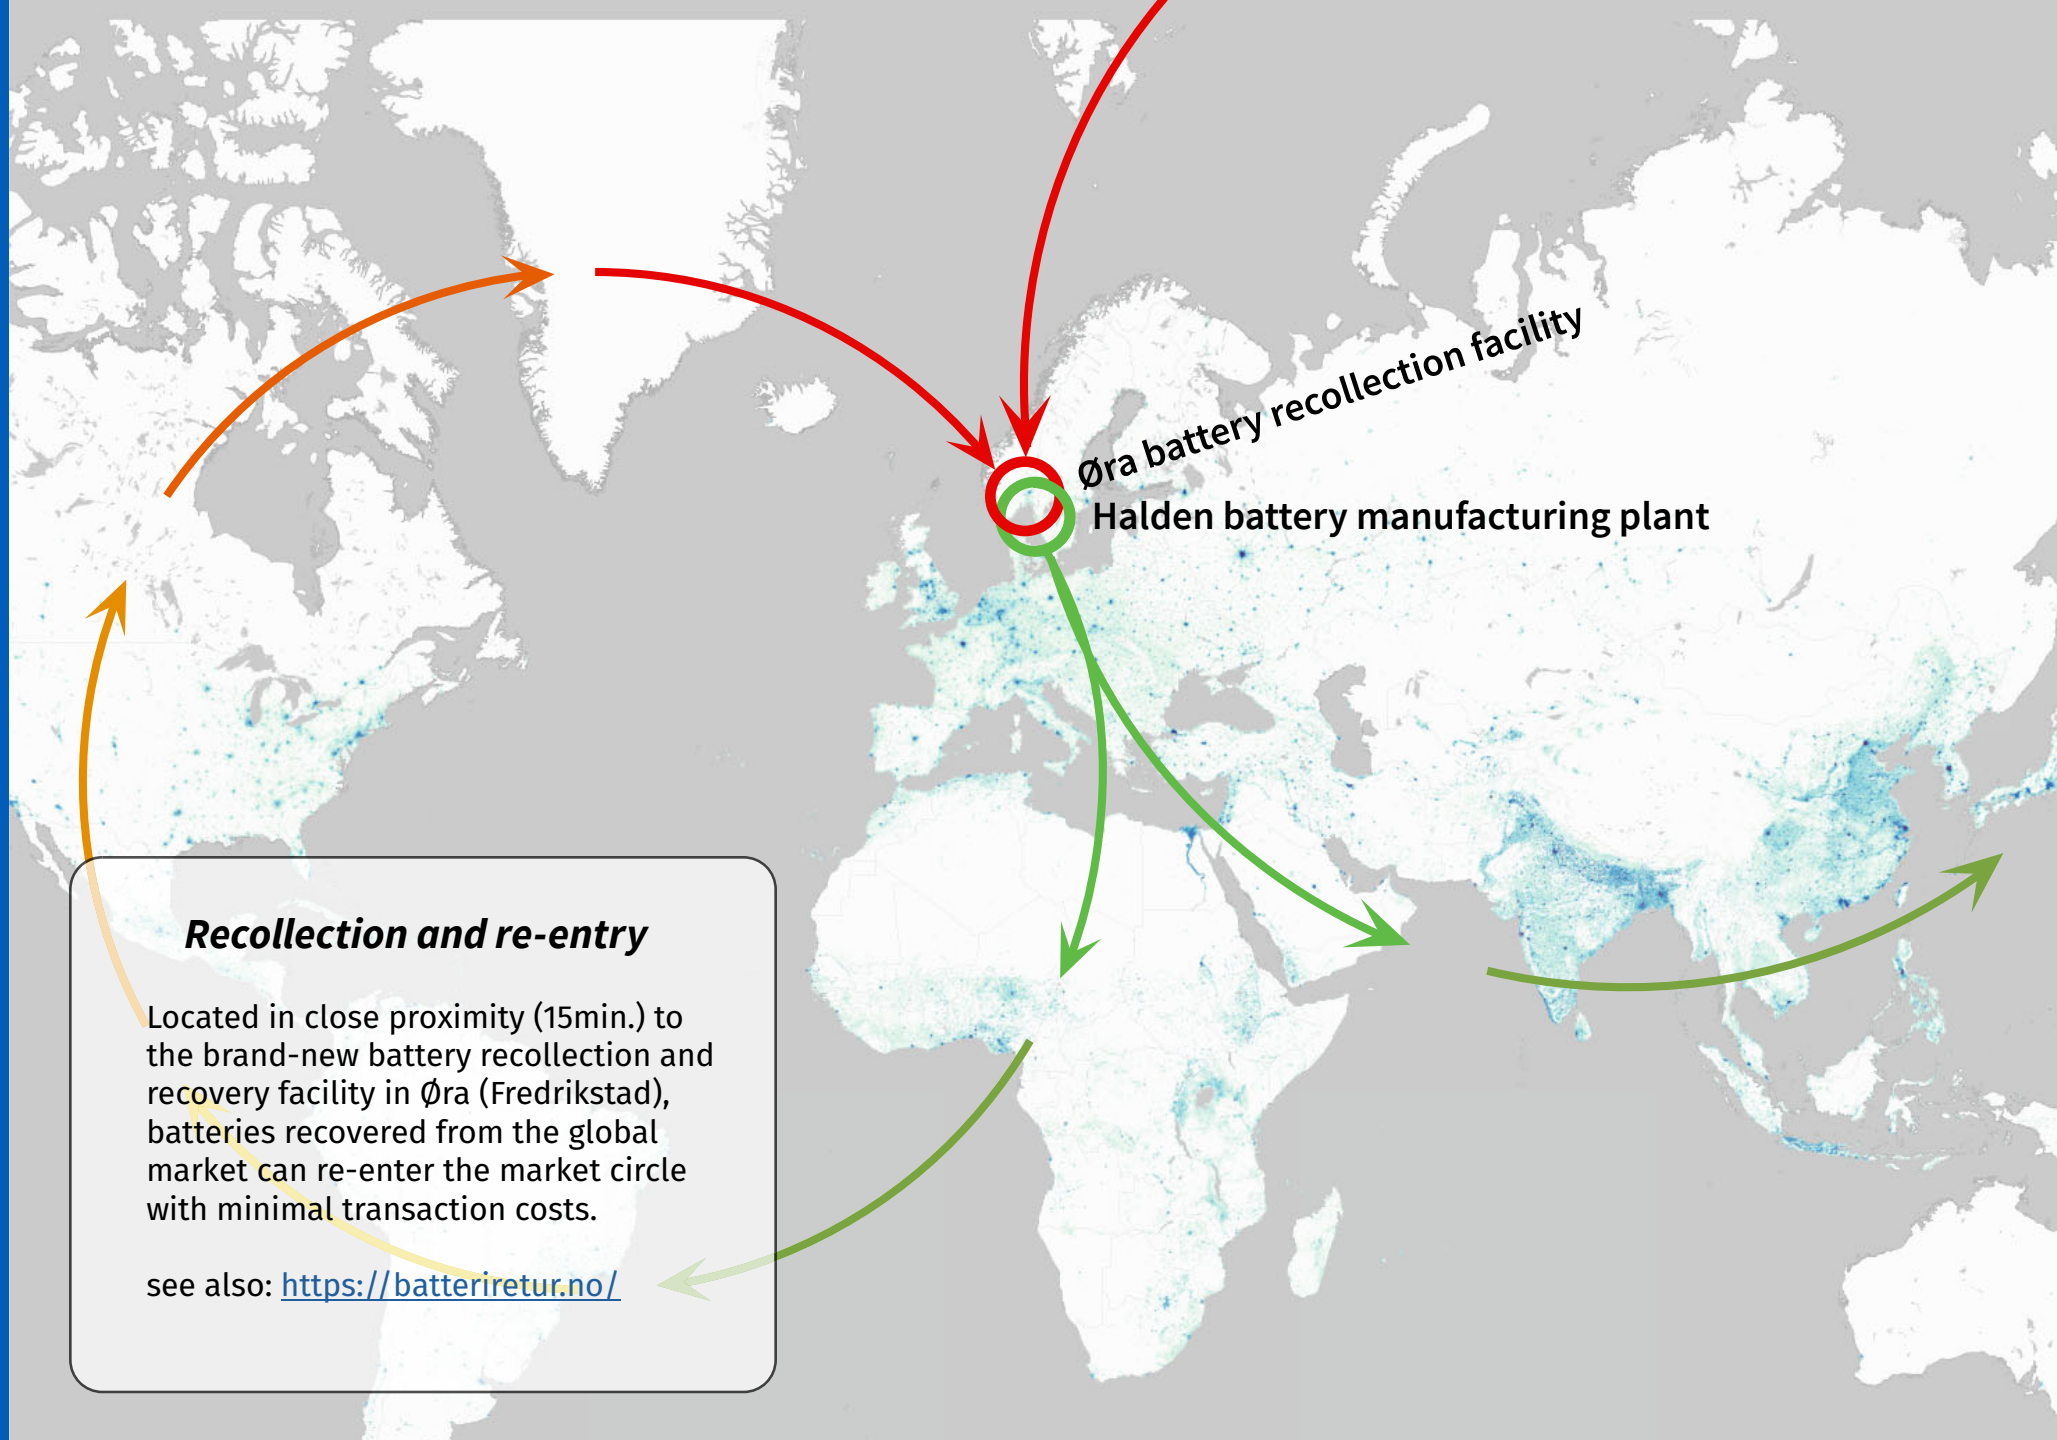 Øra battery recollection facility
Halden battery manufacturing plant
Recollection and re-entry
Located in close proximity (15min.) to
the brand-new battery recollection and
recovery facility in Øra (Fredrikstad),
batteries recovered from the global
market can re-enter the market circle
with minimal transaction costs.
see also: https://batteriretur.no/